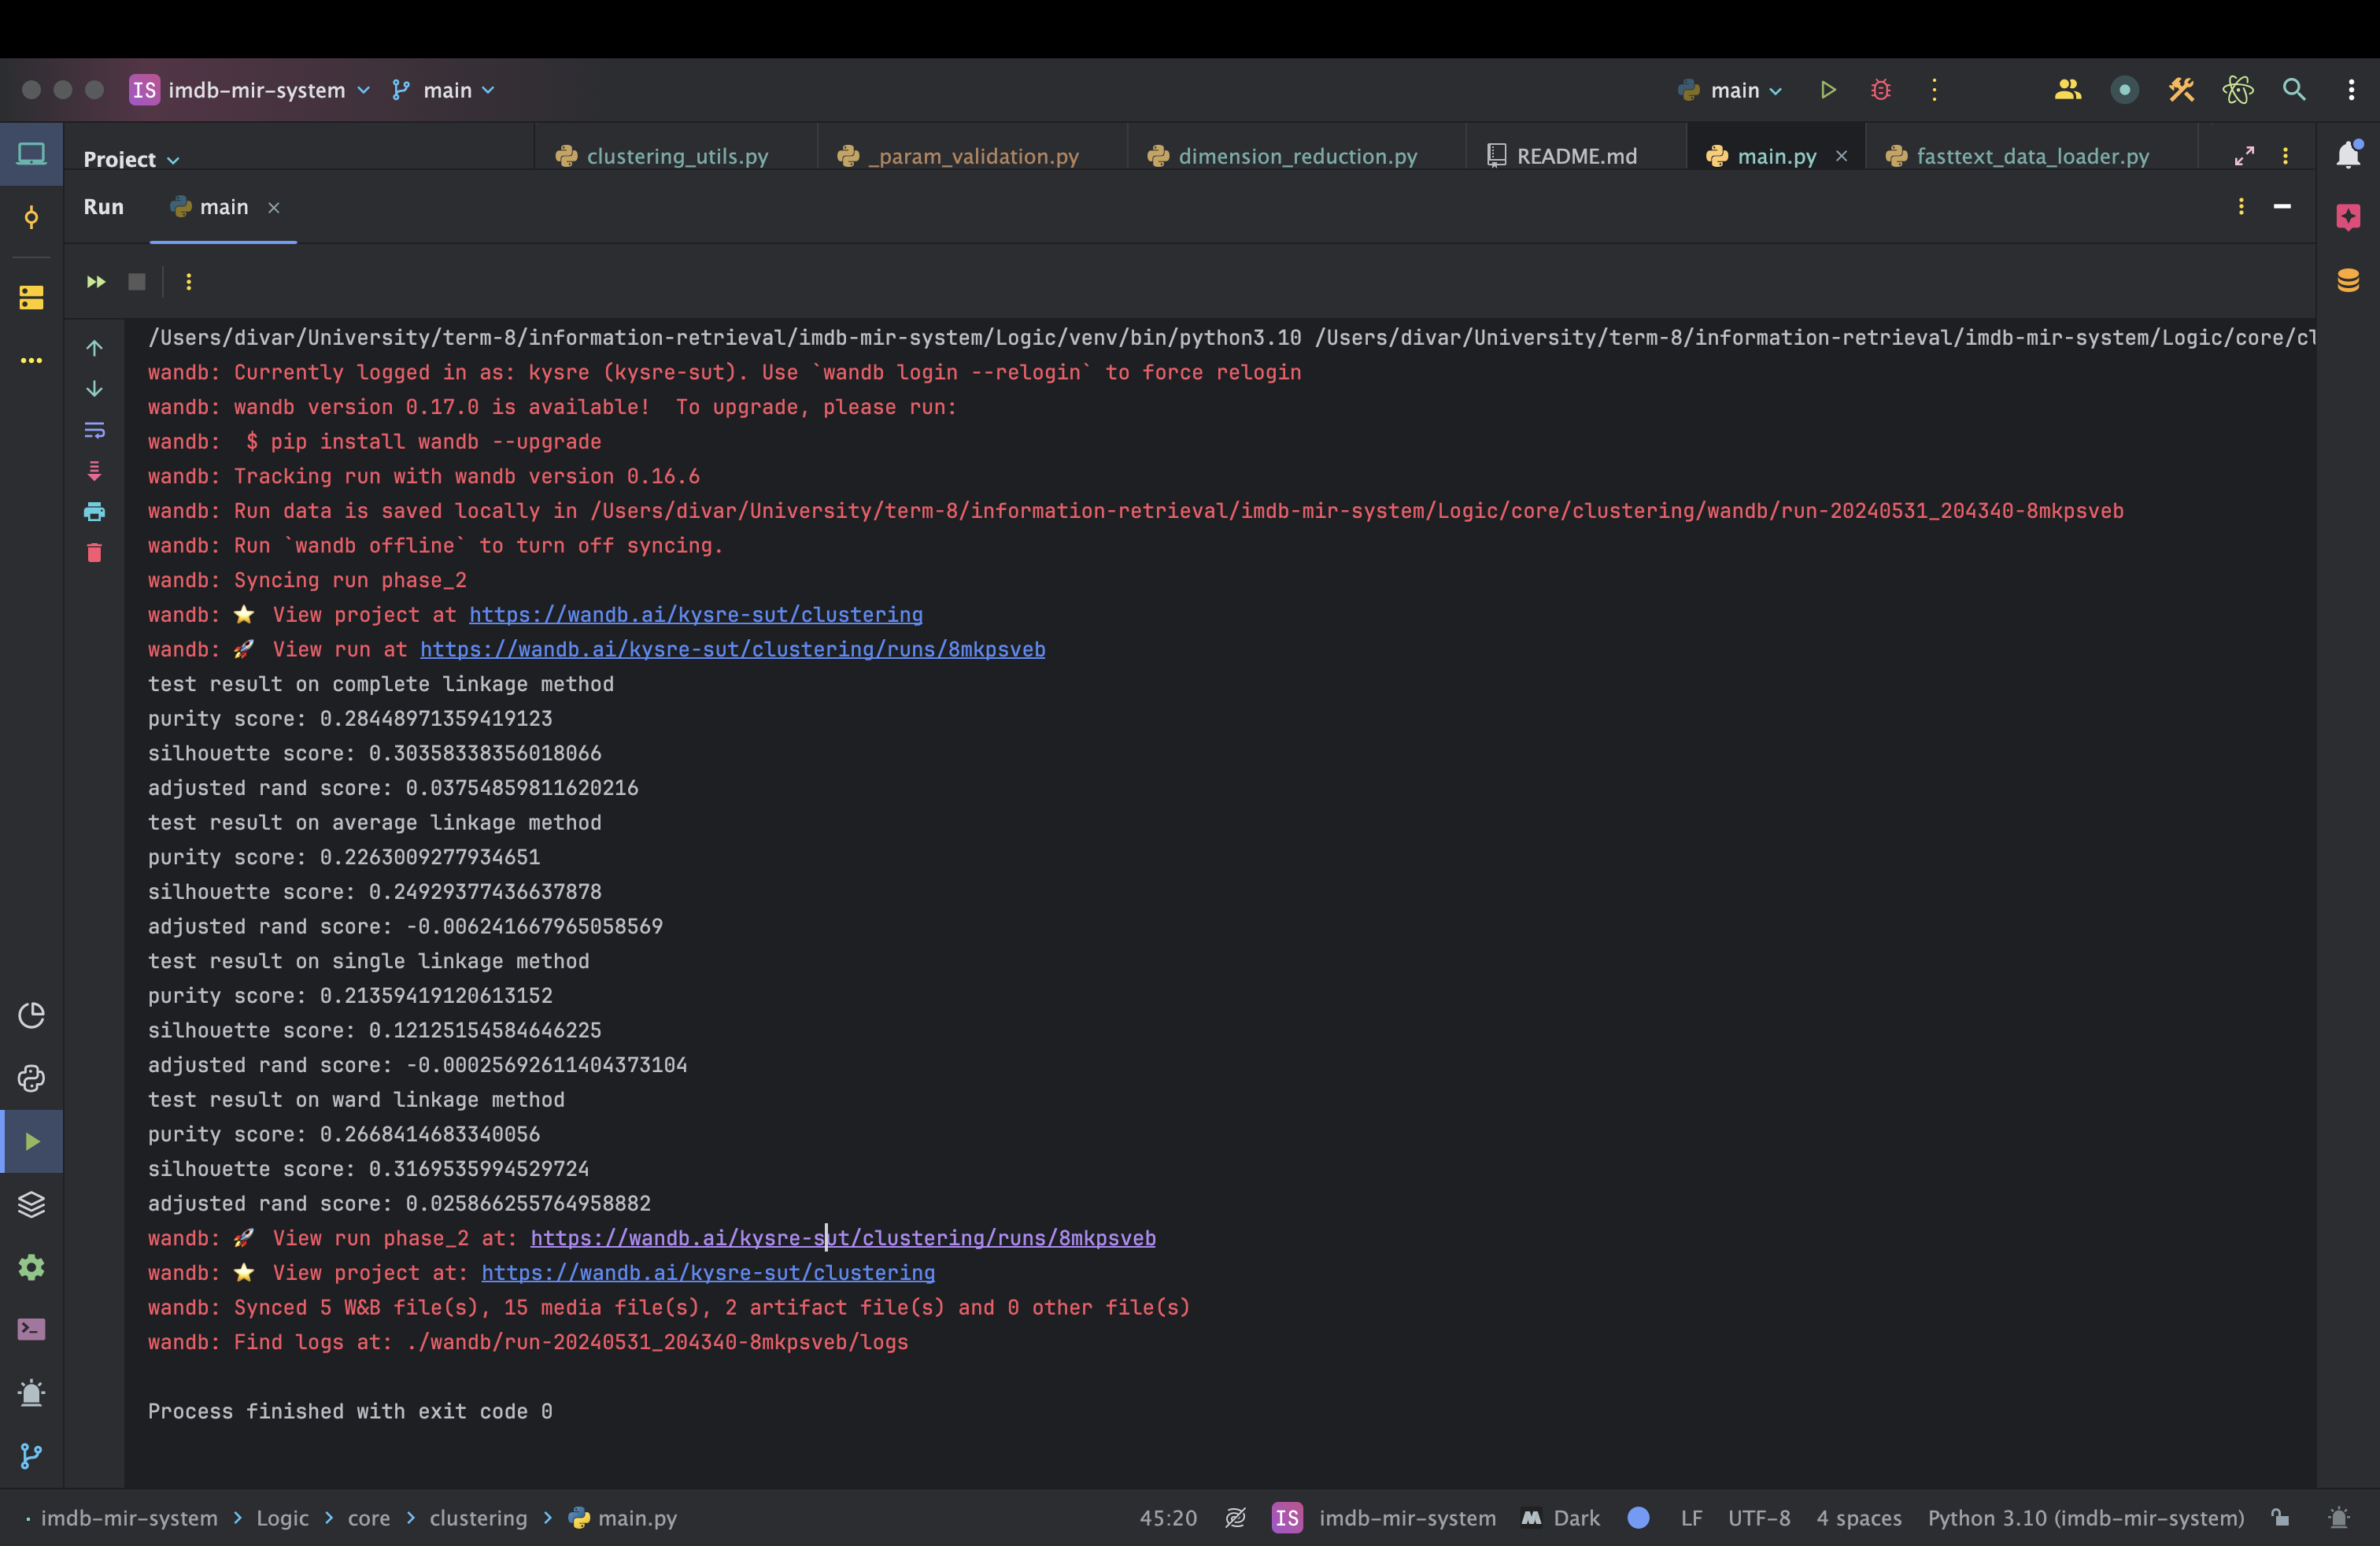 IS imdb-mir-system main main
Project clustering_utils.py _param_validation.py dimension_reduction.py README.md main.py fasttext_data_loader.py
Run main
/Users/divar/University/term-8/information-retrieval/imdb-mir-system/Logic/venv/bin/python3.10 /Users/divar/University/term-8/information-retrieval/imdb-mir-system/Logic/core/cl
wandb: Currently logged in as: kysre (kysre-sut). Use `wandb login --relogin` to force relogin
wandb: wandb version 0.17.0 is available!  To upgrade, please run:
wandb:  $ pip install wandb --upgrade
wandb: Tracking run with wandb version 0.16.6
wandb: Run data is saved locally in /Users/divar/University/term-8/information-retrieval/imdb-mir-system/Logic/core/clustering/wandb/run-20240531_204340-8mkpsveb
wandb: Run `wandb offline` to turn off syncing.
wandb: Syncing run phase_2
wandb: ⭐ View project at https://wandb.ai/kysre-sut/clustering
wandb: 🚀 View run at https://wandb.ai/kysre-sut/clustering/runs/8mkpsveb
test result on complete linkage method
purity score: 0.28448971359419123
silhouette score: 0.30358338356018066
adjusted rand score: 0.03754859811620216
test result on average linkage method
purity score: 0.2263009277934651
silhouette score: 0.24929377436637878
adjusted rand score: -0.006241667965058569
test result on single linkage method
purity score: 0.21359419120613152
silhouette score: 0.12125154584646225
adjusted rand score: -0.00025692611404373104
test result on ward linkage method
purity score: 0.2668414683340056
silhouette score: 0.3169535994529724
adjusted rand score: 0.025866255764958882
wandb: 🚀 View run phase_2 at: https://wandb.ai/kysre-sut/clustering/runs/8mkpsveb
wandb: ⭐ View project at: https://wandb.ai/kysre-sut/clustering
wandb: Synced 5 W&B file(s), 15 media file(s), 2 artifact file(s) and 0 other file(s)
wandb: Find logs at: ./wandb/run-20240531_204340-8mkpsveb/logs
Process finished with exit code 0
imdb-mir-system > Logic > core > clustering > main.py 45:20 IS imdb-mir-system Dark LF UTF-8 4 spaces Python 3.10 (imdb-mir-system)